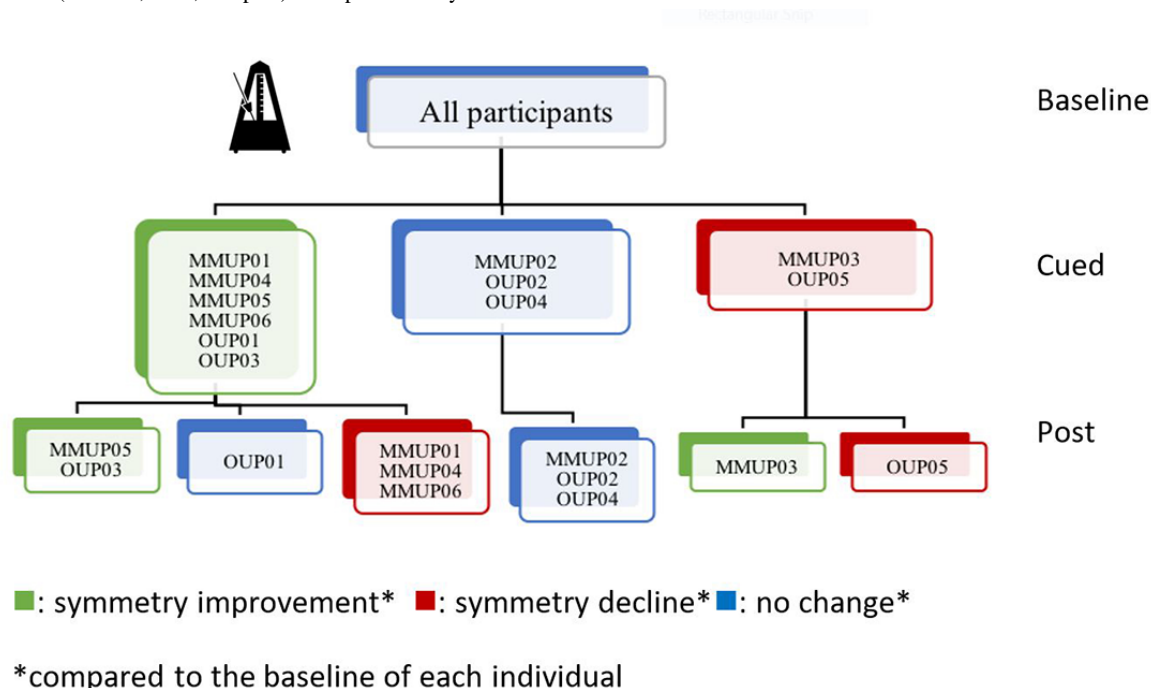 All participants
Baseline
MMUP01
MMUP04
MMUP05
MMUP06
OUP01
OUP03
MMUP02
OUP02
OUP04
MMUP03
OUP05
Cued
MMUP05
OUP03
OUP01
MMUP01
MMUP04
MMUP06
MMUP02
OUP02
OUP04
MMUP03
OUP05
Post
: symmetry improvement* : symmetry decline* : no change*
*compared to the baseline of each individual